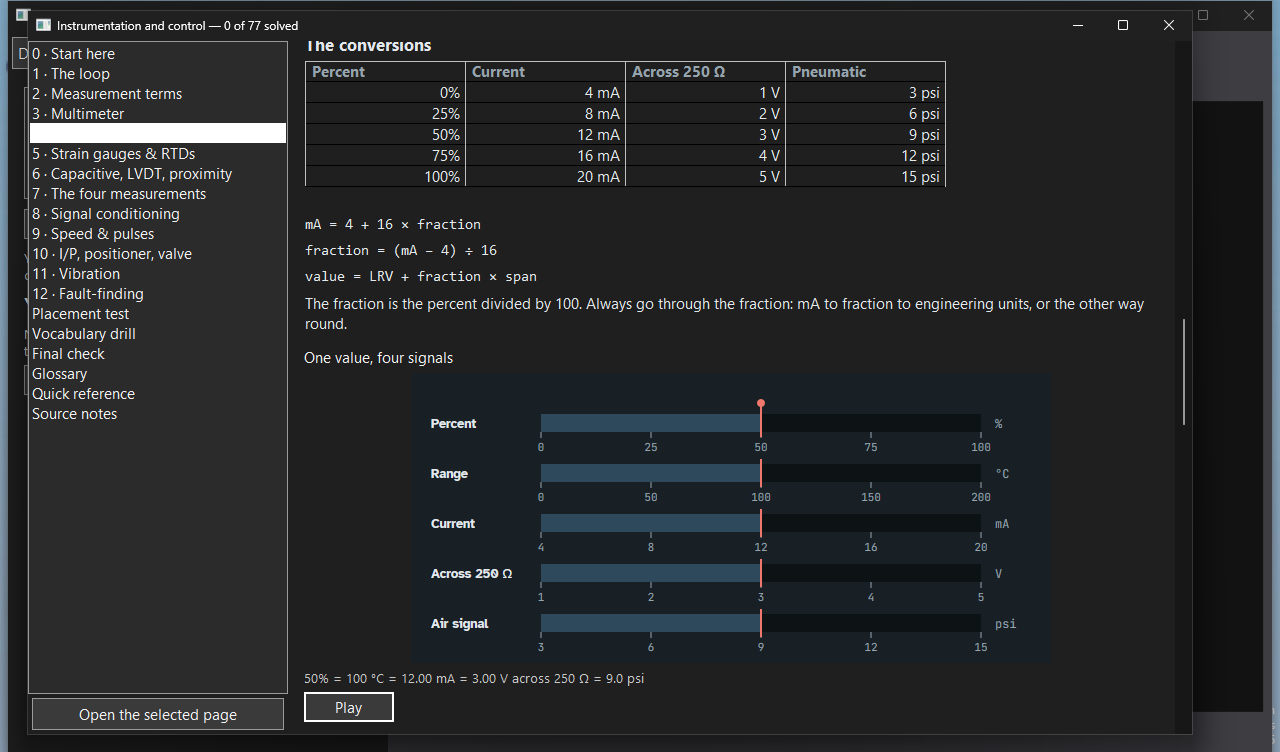 Instrumentation and control — 0 of 77 solved
0 · Start here
1 · The loop
2 · Measurement terms
3 · Multimeter
5 · Strain gauges & RTDs
6 · Capacitive, LVDT, proximity
7 · The four measurements
8 · Signal conditioning
9 · Speed & pulses
10 · I/P, positioner, valve
11 · Vibration
12 · Fault-finding
Placement test
Vocabulary drill
Final check
Glossary
Quick reference
Source notes
Open the selected page
The conversions
Percent Current Across 250 Ω Pneumatic
0% 4 mA 1 V 3 psi
25% 8 mA 2 V 6 psi
50% 12 mA 3 V 9 psi
75% 16 mA 4 V 12 psi
100% 20 mA 5 V 15 psi
mA = 4 + 16 × fraction
fraction = (mA − 4) ÷ 16
value = LRV + fraction × span
The fraction is the percent divided by 100. Always go through the fraction: mA to fraction to engineering units, or the other way
round.
One value, four signals
Percent %
0 25 50 75 100
Range °C
0 50 100 150 200
Current mA
4 8 12 16 20
Across 250 Ω V
1 2 3 4 5
Air signal psi
3 6 9 12 15
50% = 100 °C = 12.00 mA = 3.00 V across 250 Ω = 9.0 psi
Play